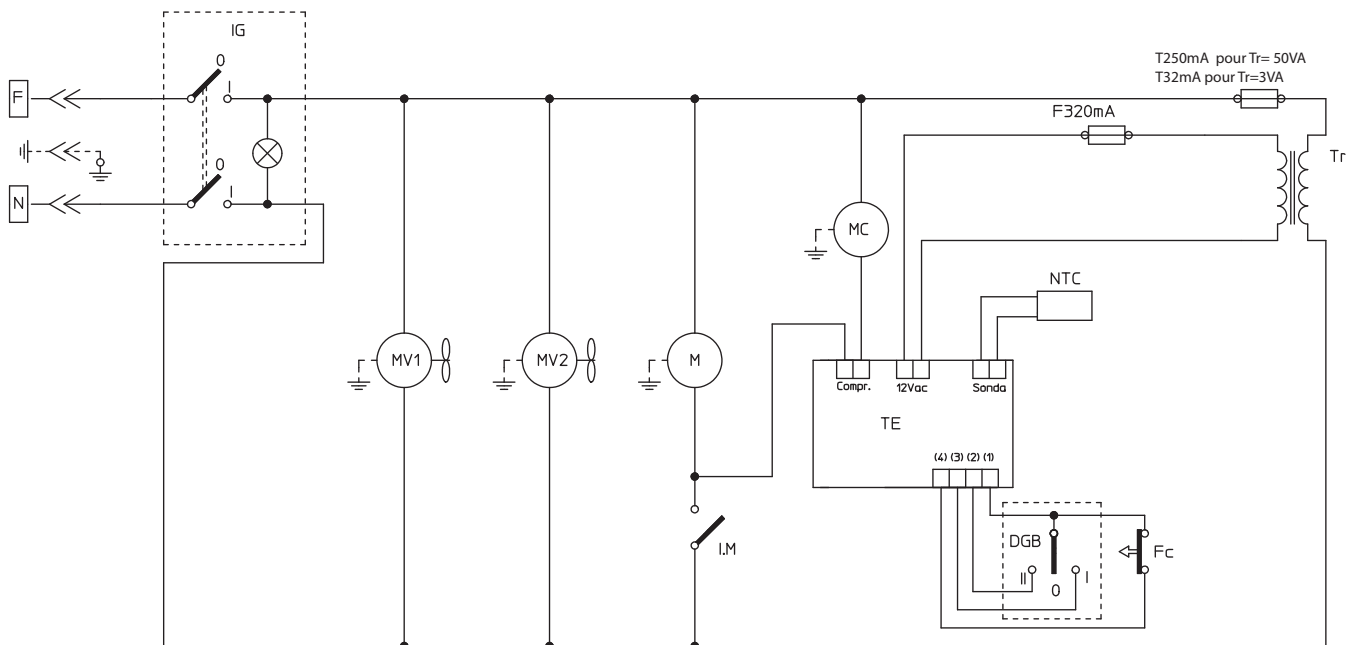 IG
T250mA pour Tr= 50VA
T32mA pour Tr=3VA
0
I
F
F320mA
Tr
0
I
N
MC
NTC
MV1
MV2
M
Compr.
12Vac
Sonda
TE
(4) (3) (2) (1)
I.M
DGB
Fc
II
0
I